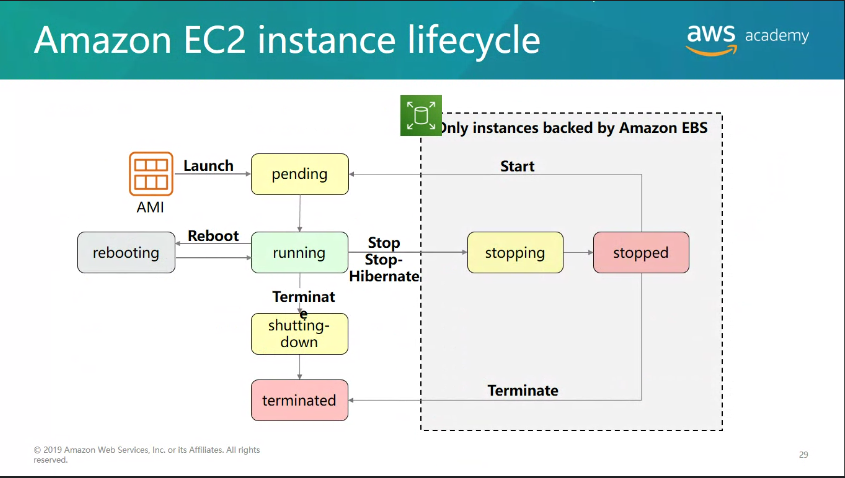 Amazon EC2 instance lifecycle
aws academy
Only instances backed by Amazon EBS
Launch
pending
Start
AMI
rebooting
Reboot
running
Stop
Stop-
Hibernate
stopping
stopped
Terminat
e
shutting-
down
terminated
Terminate
© 2019 Amazon Web Services, Inc. or its Affiliates. All rights
reserved.
29